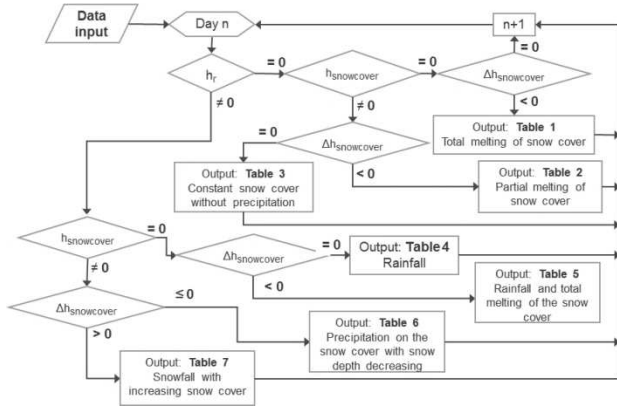 Data
input
Day n
n+1
= 0
hr
= 0
hsnowcover
= 0
Δhsnowcover
≠ 0
≠ 0
< 0
Output: Table 1
Total melting of snow cover
= 0
Δhsnowcover
< 0
Output: Table 3
Constant snow cover
without precipitation
Output: Table 2
Partial melting of
snow cover
hsnowcover
= 0
Δhsnowcover
= 0
Output: Table 4
Rainfall
≠ 0
< 0
Output: Table 5
Rainfall and total
melting of the snow
cover
Δhsnowcover
≤ 0
Output: Table 6
Precipitation on the
snow cover with snow
depth decreasing
> 0
Output: Table 7
Snowfall with
increasing snow cover